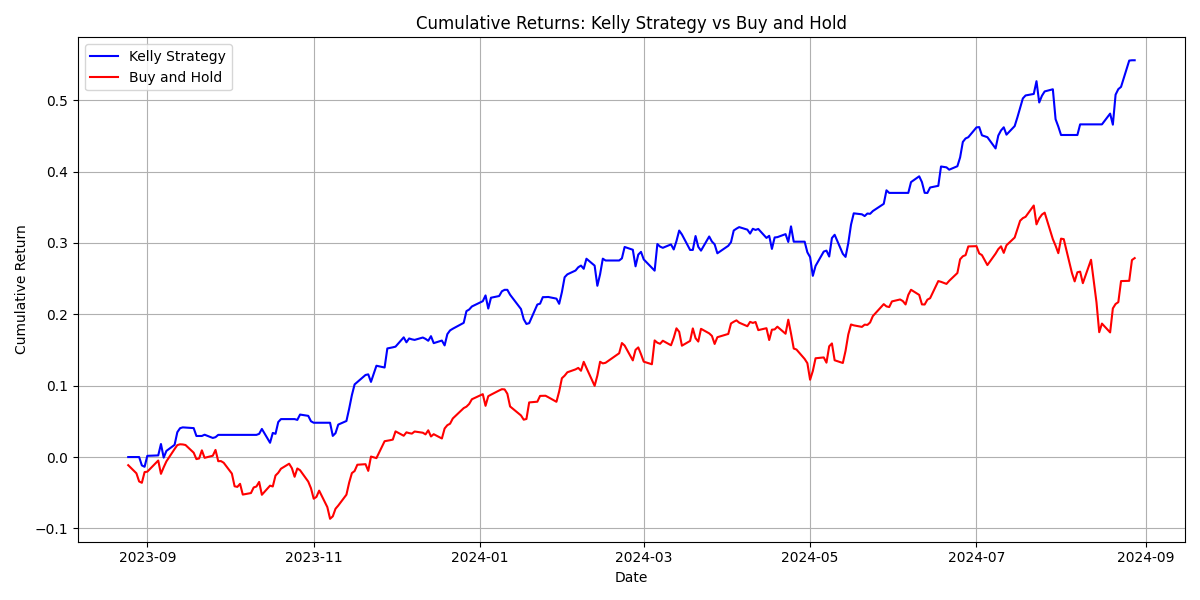 Cumulative Returns: Kelly Strategy vs Buy and Hold
Kelly Strategy
Buy and Hold
Cumulative Return
0.5
0.4
0.3
0.2
0.1
0.0
−0.1
2023-09
2023-11
2024-01
2024-03
2024-05
2024-07
2024-09
Date